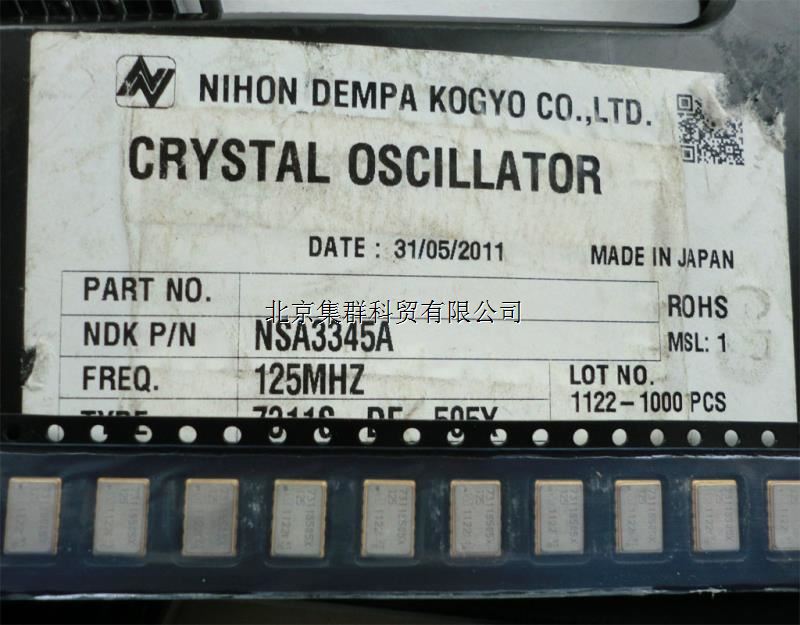 NIHON DEMPA KOGYO CO.,LTD.
CRYSTAL OSCILLATOR
DATE : 31/05/2011
MADE IN JAPAN
PART NO.
北京集群科贸有限公司
ROHS
NDK P/N NSA3345A
MSL: 1
FREQ. 125MHZ
LOT NO.
1122-1000 PCS